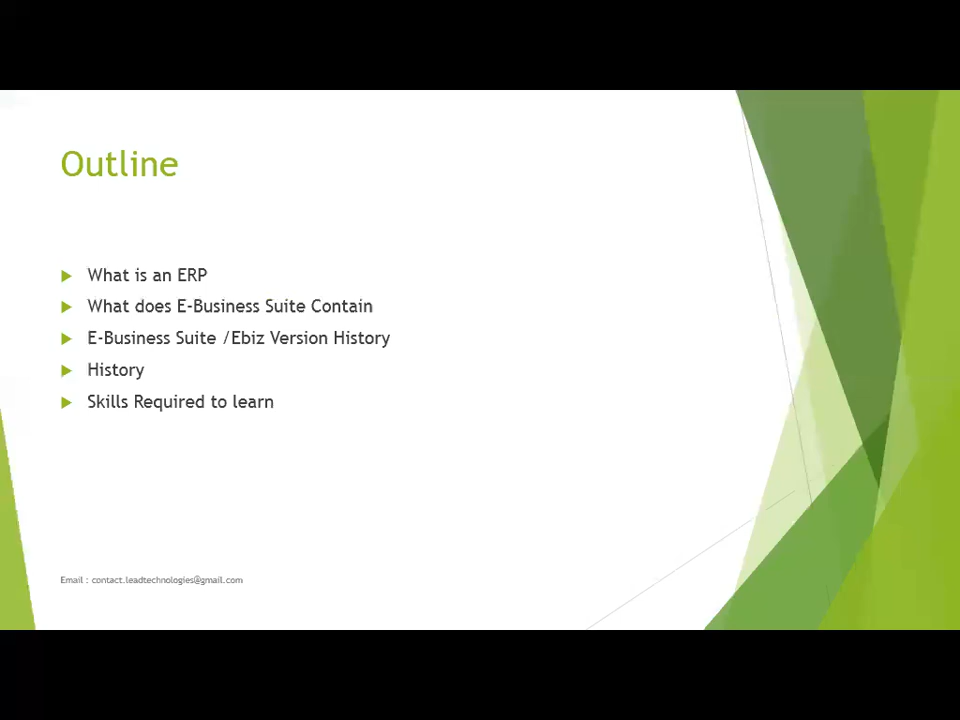 Outline
What is an ERP
What does E-Business Suite Contain
E-Business Suite /Ebiz Version History
History
Skills Required to learn
Email : contact.leadtechnologies@gmail.com